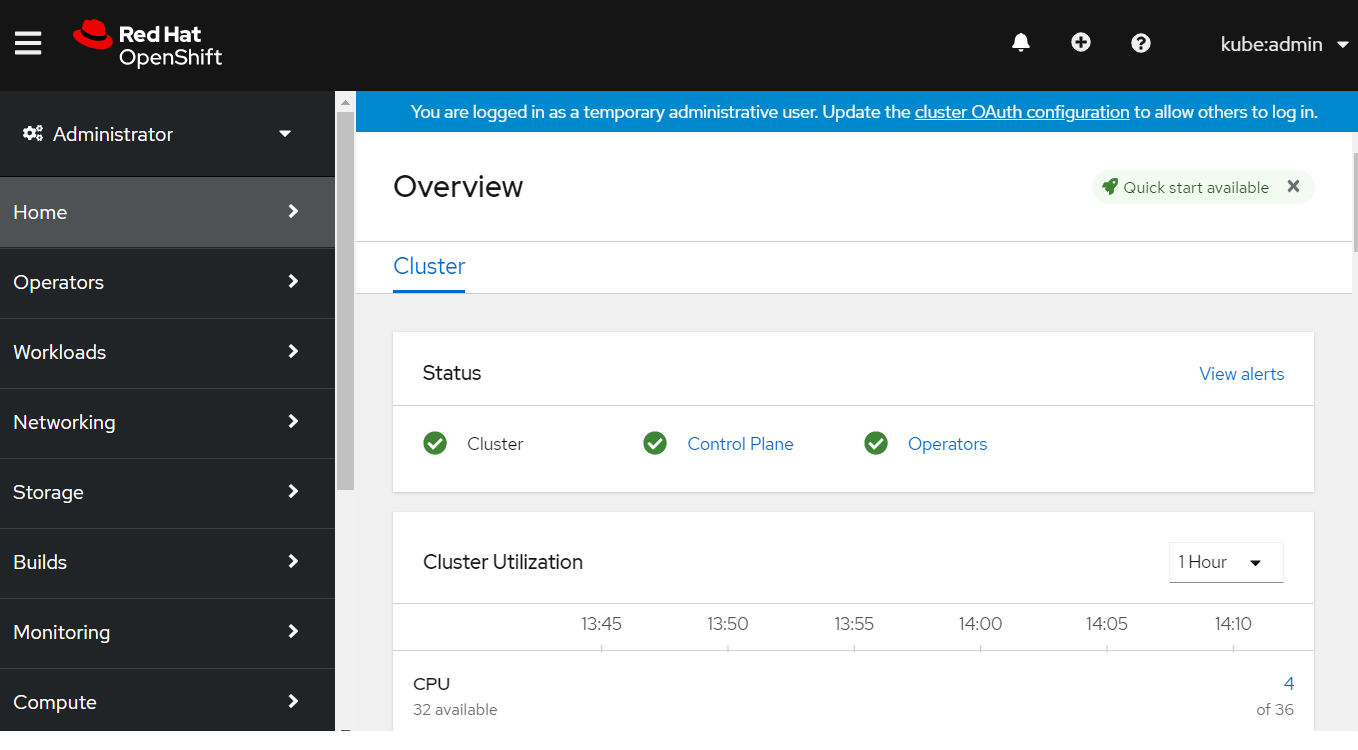 Red Hat
OpenShift
kube:admin
You are logged in as a temporary administrative user. Update the cluster OAuth configuration to allow others to log in.
Administrator
Home
Operators
Workloads
Networking
Storage
Builds
Monitoring
Compute
Overview
Quick start available
Cluster
Status
View alerts
Cluster
Control Plane
Operators
Cluster Utilization
1 Hour
13:45 13:50 13:55 14:00 14:05 14:10
CPU 4
32 available of 36